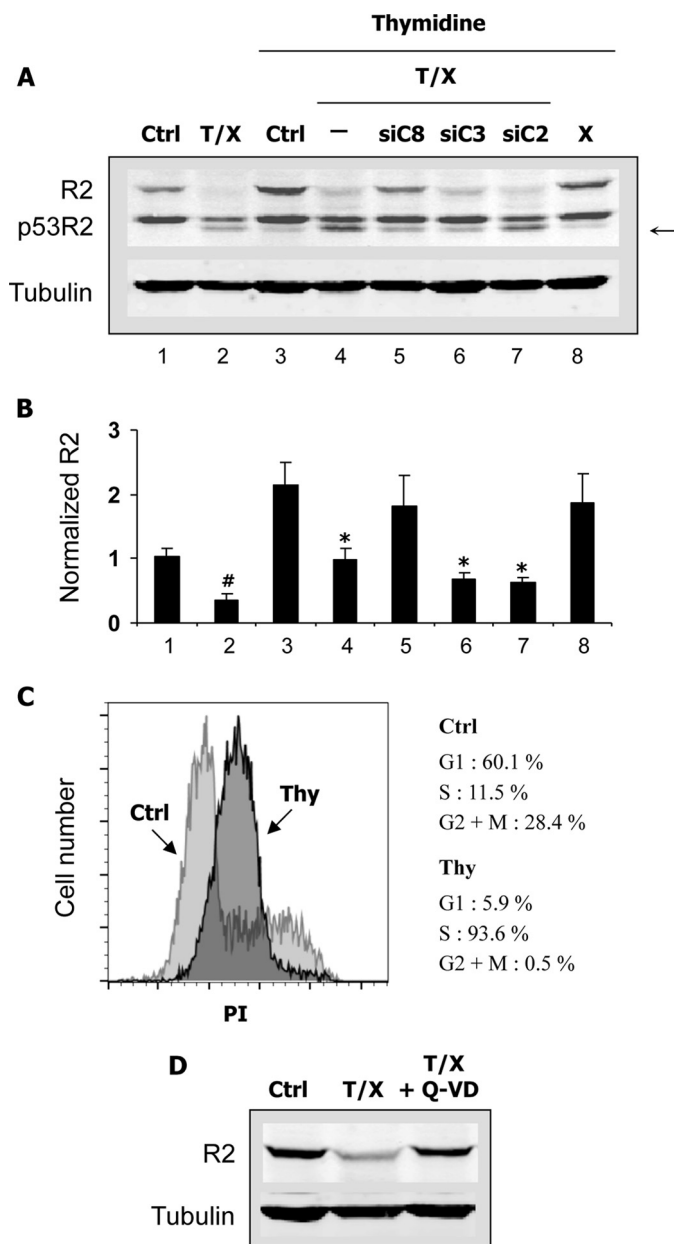 Thymidine
A
T/X
Ctrl T/X Ctrl – siC8 siC3 siC2 X
R2
p53R2
←
Tubulin
1 2 3 4 5 6 7 8
B
Normalized R2
3
2
1
0
# * * *
1 2 3 4 5 6 7 8
C
Cell number
Ctrl
Thy
PI
Ctrl
G1 : 60.1 %
S : 11.5 %
G2 + M : 28.4 %
Thy
G1 : 5.9 %
S : 93.6 %
G2 + M : 0.5 %
D
T/X
Ctrl T/X + Q-VD
R2
Tubulin